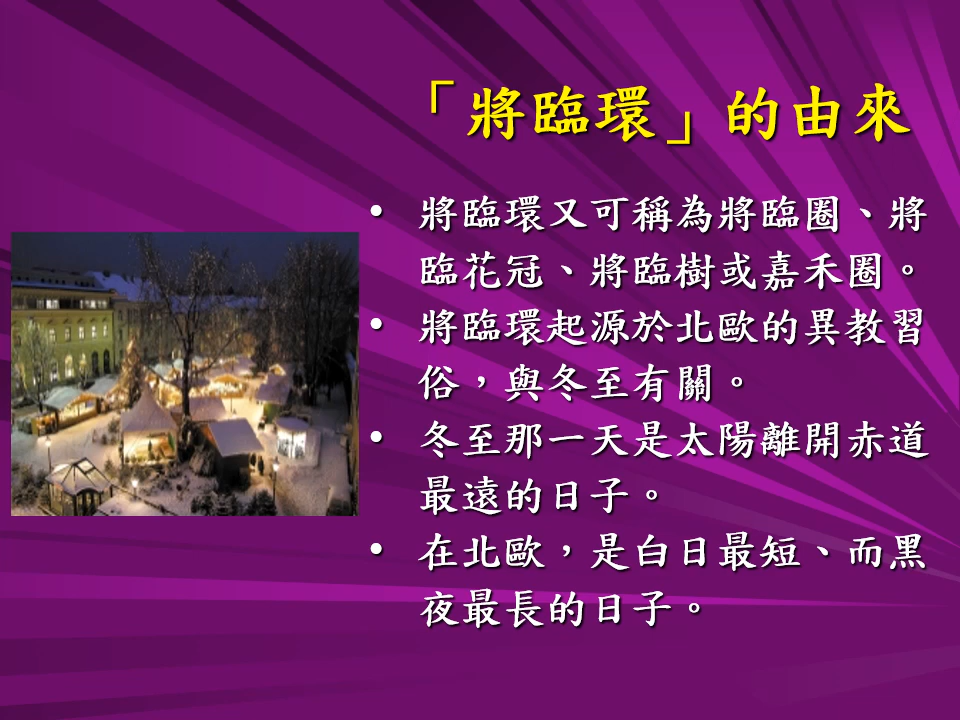 「將臨環」的由來
• 將臨環又可稱為將臨圈、將
臨花冠、將臨樹或嘉禾圈。
• 將臨環起源於北歐的異教習
俗，與冬至有關。
• 冬至那一天是太陽離開赤道
最遠的日子。
• 在北歐，是白日最短、而黑
夜最長的日子。